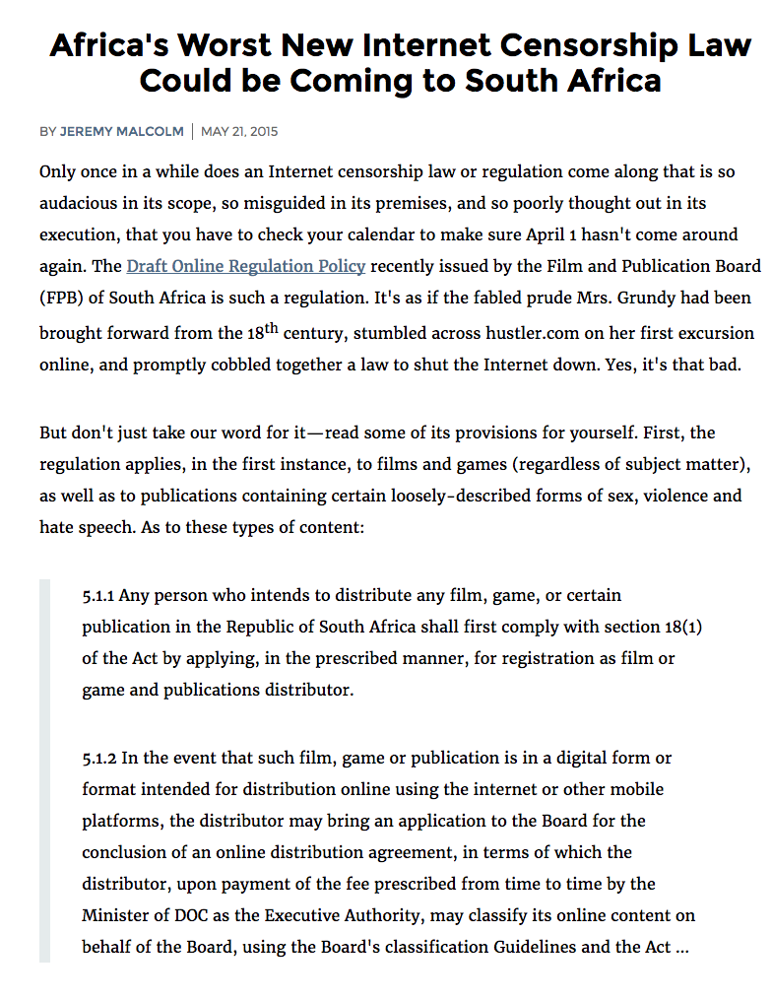 Africa's Worst New Internet Censorship Law
Could be Coming to South Africa
BY JEREMY MALCOLM | MAY 21, 2015
Only once in a while does an Internet censorship law or regulation come along that is so
audacious in its scope, so misguided in its premises, and so poorly thought out in its
execution, that you have to check your calendar to make sure April 1 hasn't come around
again. The Draft Online Regulation Policy recently issued by the Film and Publication Board
(FPB) of South Africa is such a regulation. It's as if the fabled prude Mrs. Grundy had been
brought forward from the 18th century, stumbled across hustler.com on her first excursion
online, and promptly cobbled together a law to shut the Internet down. Yes, it's that bad.
But don't just take our word for it—read some of its provisions for yourself. First, the
regulation applies, in the first instance, to films and games (regardless of subject matter),
as well as to publications containing certain loosely-described forms of sex, violence and
hate speech. As to these types of content:
5.1.1 Any person who intends to distribute any film, game, or certain
publication in the Republic of South Africa shall first comply with section 18(1)
of the Act by applying, in the prescribed manner, for registration as film or
game and publications distributor.
5.1.2 In the event that such film, game or publication is in a digital form or
format intended for distribution online using the internet or other mobile
platforms, the distributor may bring an application to the Board for the
conclusion of an online distribution agreement, in terms of which the
distributor, upon payment of the fee prescribed from time to time by the
Minister of DOC as the Executive Authority, may classify its online content on
behalf of the Board, using the Board's classification Guidelines and the Act ...